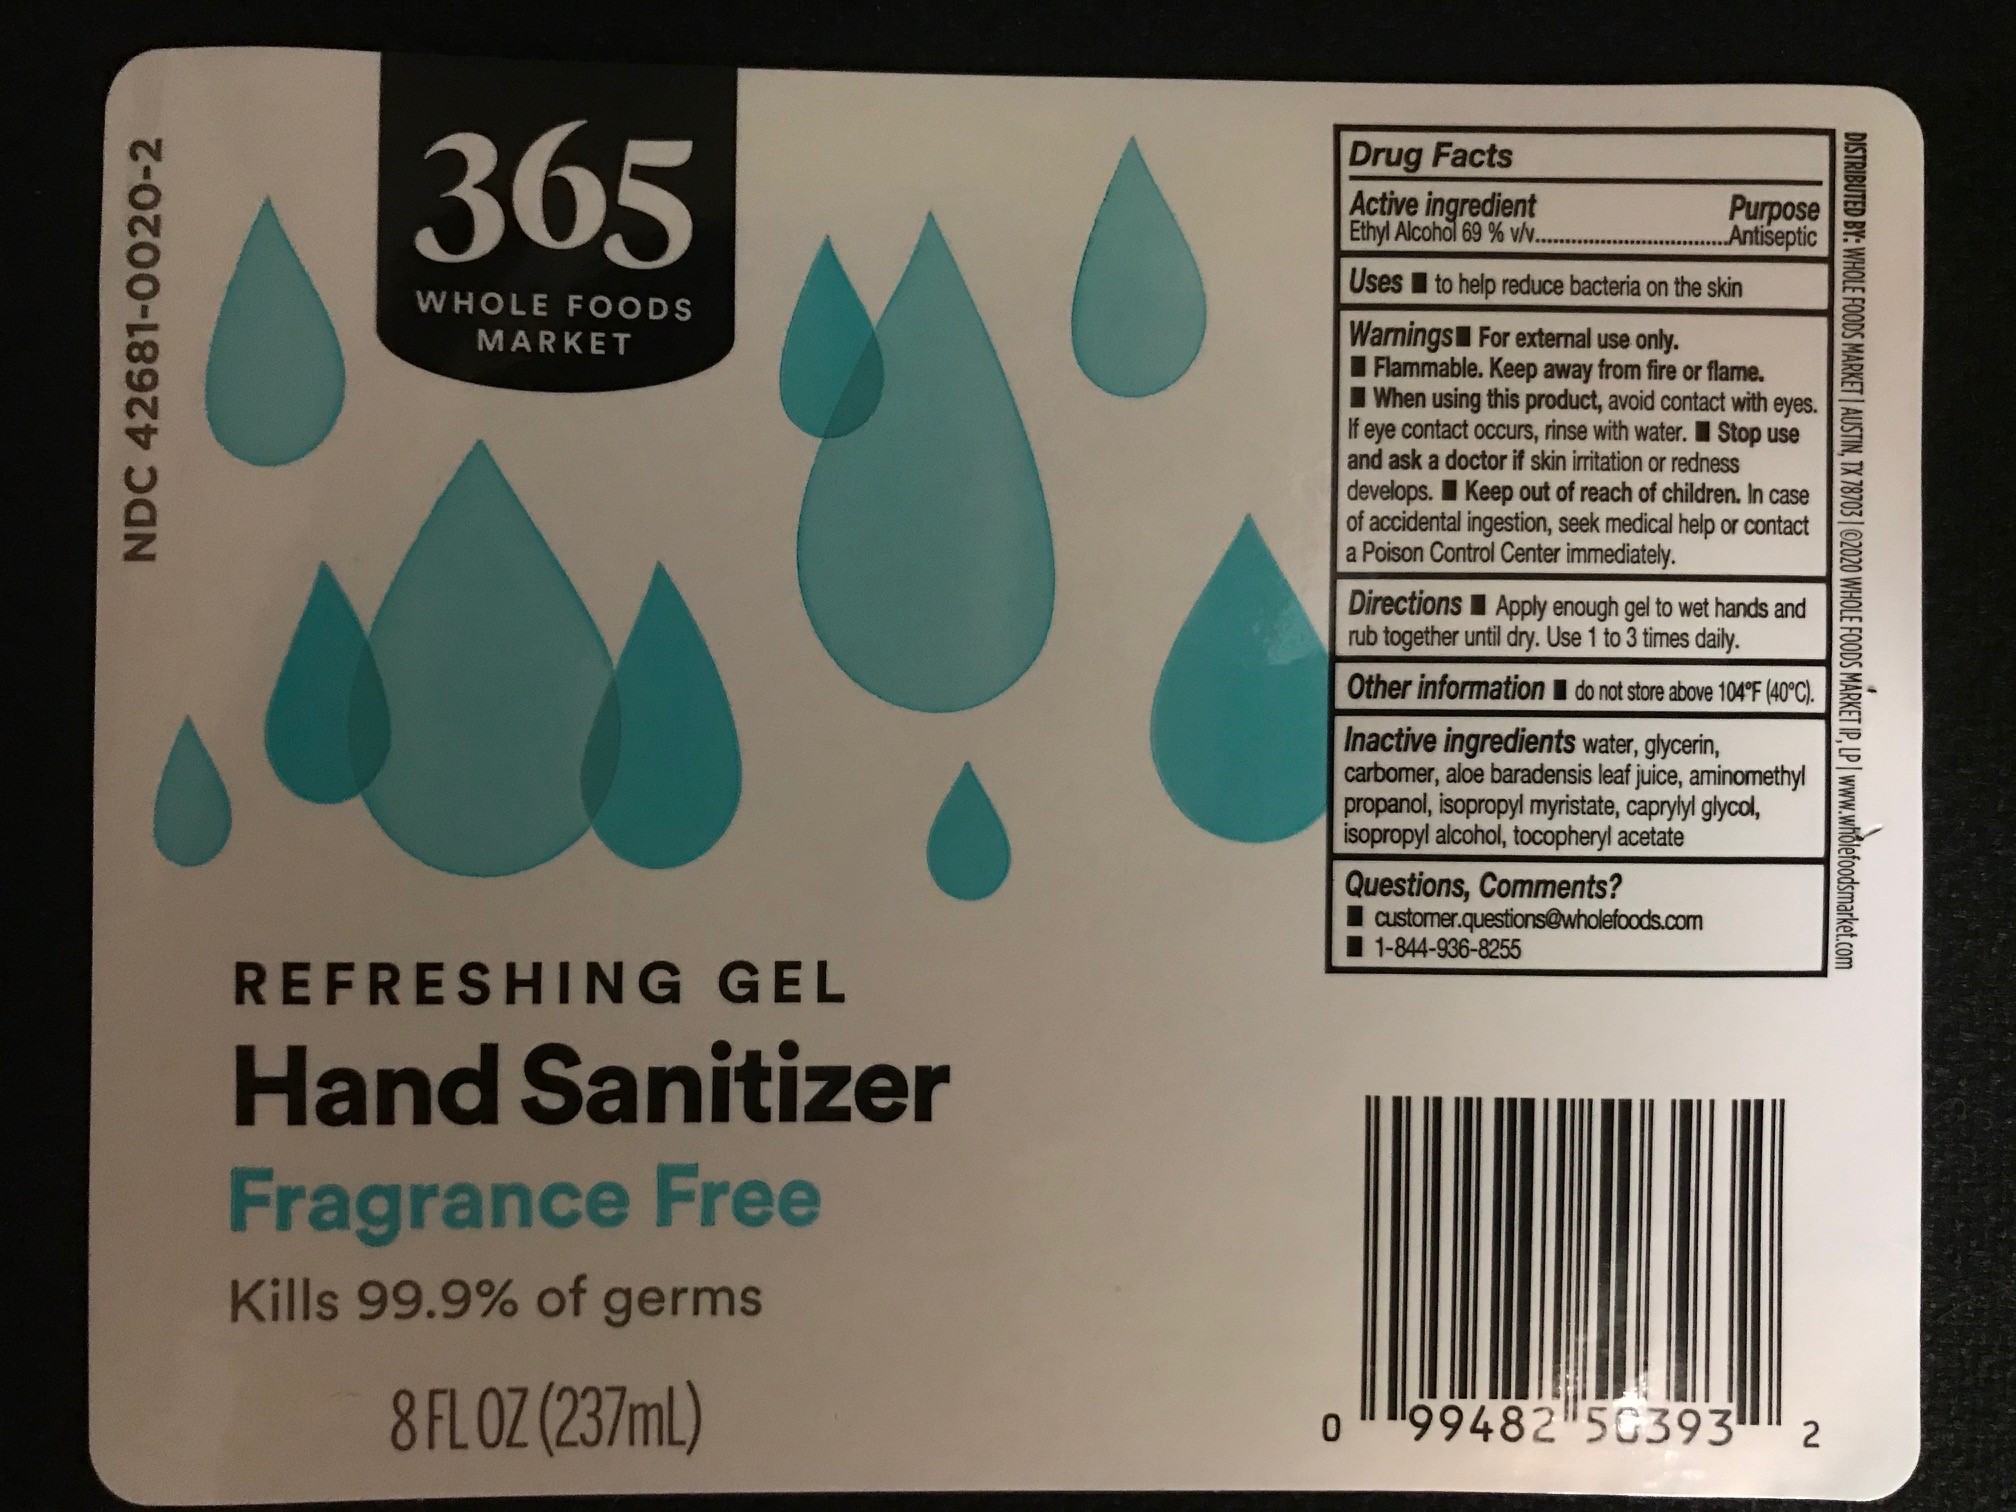 NDC 42681-0020-2
365
WHOLE FOODS
MARKET
REFRESHING GEL
Hand Sanitizer
Fragrance Free
Kills 99.9% of germs
8 FL OZ (237mL)
Drug Facts
Active ingredient Purpose
Ethyl Alcohol 69 % v/v................................Antiseptic
Uses ■ to help reduce bacteria on the skin
Warnings ■ For external use only.
■ Flammable. Keep away from fire or flame.
■ When using this product, avoid contact with eyes.
If eye contact occurs, rinse with water. ■ Stop use
and ask a doctor if skin irritation or redness
develops. ■ Keep out of reach of children. In case
of accidental ingestion, seek medical help or contact
a Poison Control Center immediately.
Directions ■ Apply enough gel to wet hands and
rub together until dry. Use 1 to 3 times daily.
Other information ■ do not store above 104°F (40°C).
Inactive ingredients water, glycerin,
carbomer, aloe baradensis leaf juice, aminomethyl
propanol, isopropyl myristate, caprylyl glycol,
isopropyl alcohol, tocopheryl acetate
Questions, Comments?
■ customer.questions@wholefoods.com
■ 1-844-936-8255
DISTRIBUTED BY: WHOLE FOODS MARKET | AUSTIN, TX 78703 | ©2020 WHOLE FOODS MARKET IP, LP | www.wholefoodsmarket.com
0 99482 50393 2